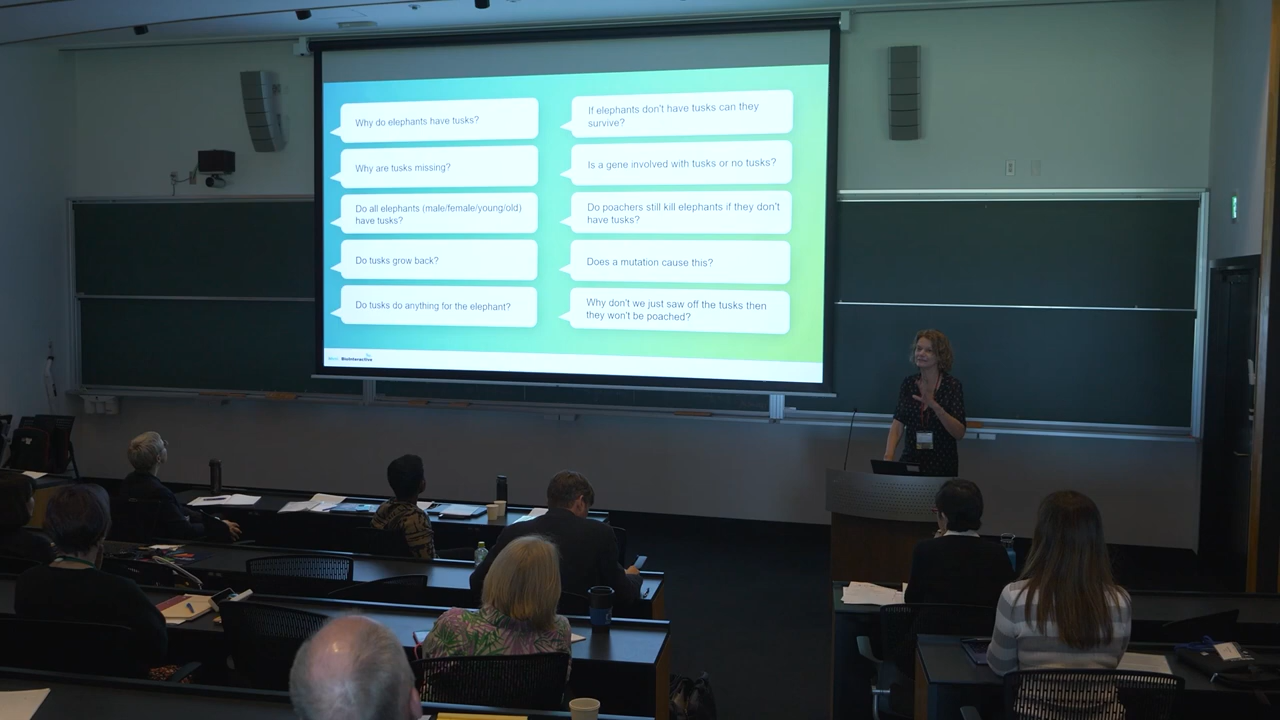 Why do elephants have tusks?
Why are tusks missing?
Do all elephants (male/female/young/old)
have tusks?
Do tusks grow back?
Do tusks do anything for the elephant?
If elephants don't have tusks can they
survive?
Is a gene involved with tusks or no tusks?
Do poachers still kill elephants if they don't
have tusks?
Does a mutation cause this?
Why don't we just saw off the tusks then
they won't be poached?
BioInteractive